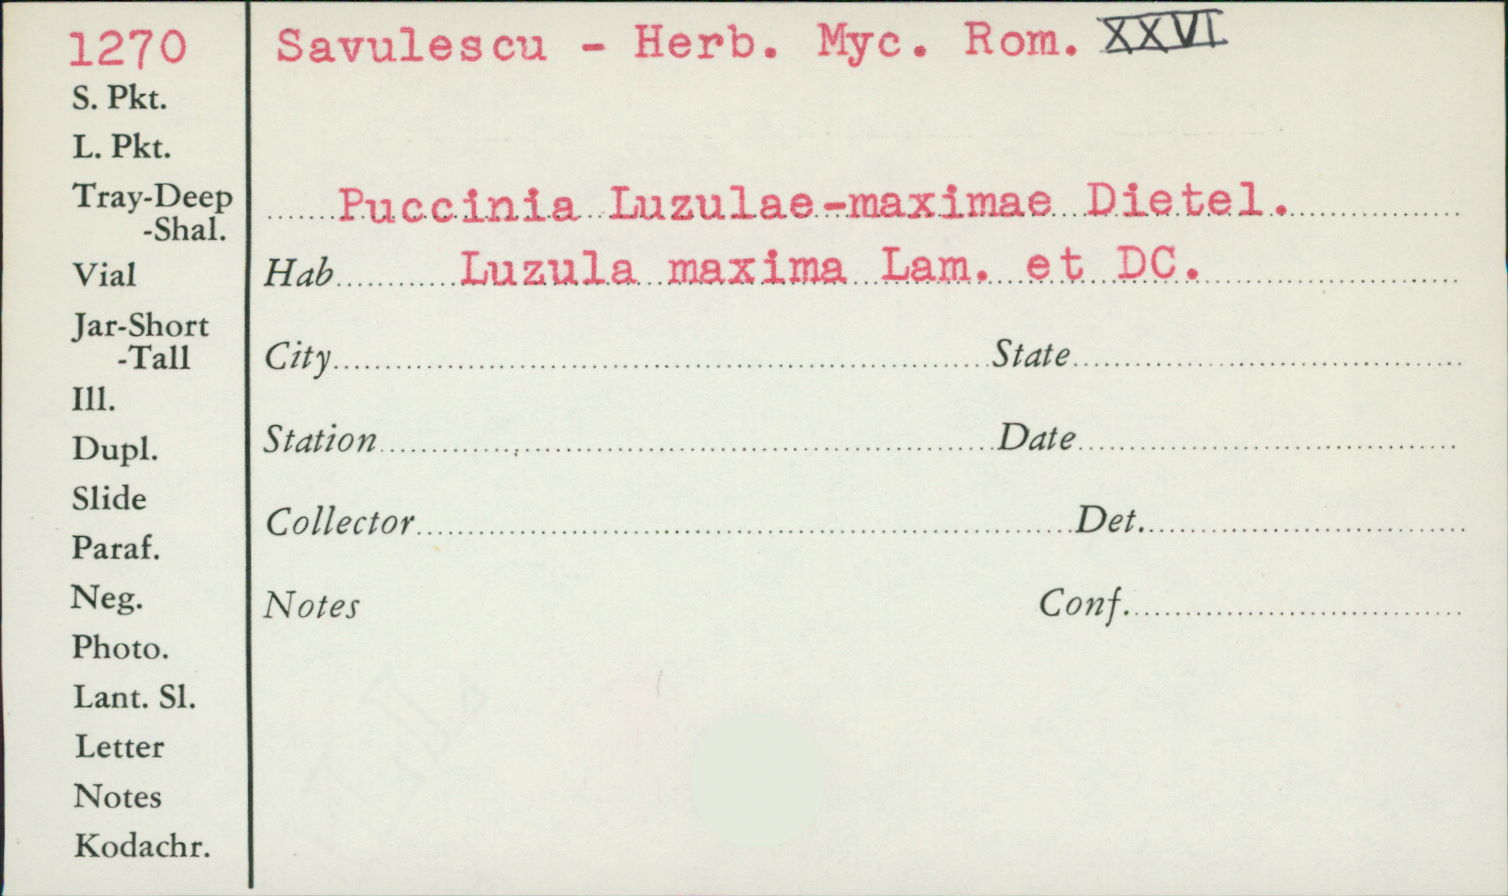 1270 Savulescu - Herb. Myc. Rom. XXVI
S. Pkt.
L. Pkt.
Tray-Deep
-Shal.
Puccinia Luzulae-maximae Dietel.
Vial
Hab Luzula maxima Lam. et DC.
Jar-Short
-Tall
City State
Ill.
Dupl.
Station Date
Slide
Collector Det.
Paraf.
Neg.
Notes Conf.
Photo.
Lant. Sl.
Letter
Notes
Kodachr.